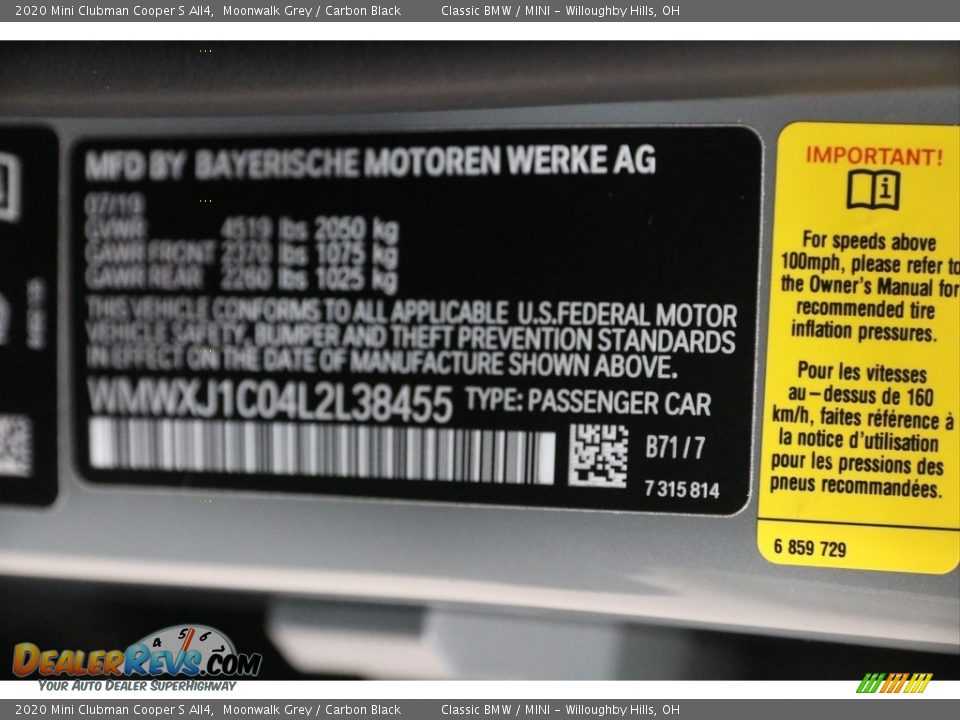 2020 Mini Clubman Cooper S All4, Moonwalk Grey / Carbon Black Classic BMW / MINI - Willoughby Hills, OH
MFD BY BAYERISCHE MOTOREN WERKE AG
07/19
GVWR 4519 lbs 2050 kg
GAWR FRONT 2370 lbs 1075 kg
GAWR REAR 2260 lbs 1025 kg
THIS VEHICLE CONFORMS TO ALL APPLICABLE U.S.FEDERAL MOTOR
VEHICLE SAFETY, BUMPER AND THEFT PREVENTION STANDARDS
IN EFFECT ON THE DATE OF MANUFACTURE SHOWN ABOVE.
WMWXJ1C04L2L38455 TYPE: PASSENGER CAR
B71/7
7 315 814
IMPORTANT!
For speeds above
100mph, please refer to
the Owner's Manual for
recommended tire
inflation pressures.
Pour les vitesses
au-dessus de 160
km/h, faites référence à
la notice d'utilisation
pour les pressions des
pneus recommandées.
6 859 729
4 5 6
DEALERREVS.COM
YOUR AUTO DEALER SUPERHIGHWAY
2020 Mini Clubman Cooper S All4, Moonwalk Grey / Carbon Black Classic BMW / MINI - Willoughby Hills, OH